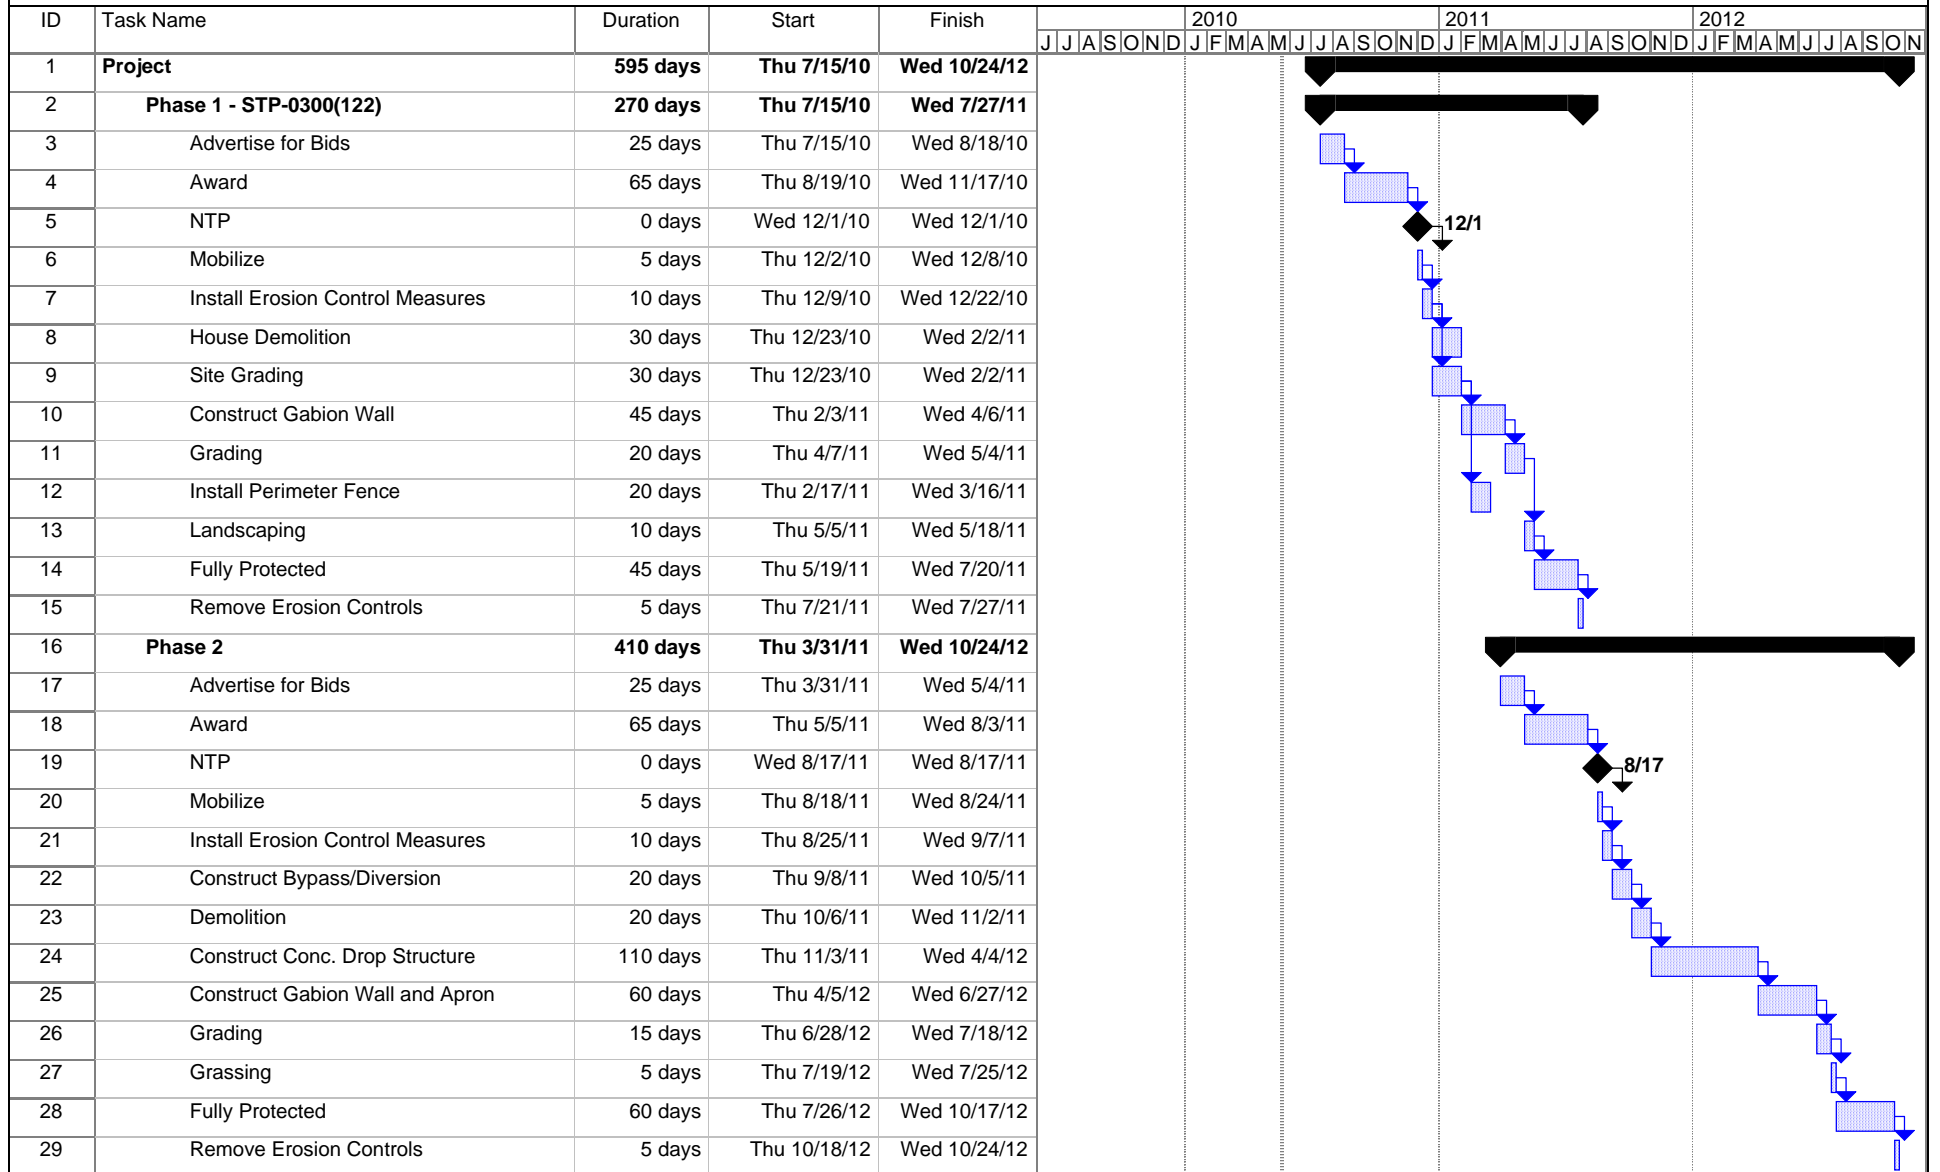 ID Task Name Duration Start Finish 2010 2011 2012
J J A S O N D J F M A M J J A S O N D J F M A M J J A S O N D J F M A M J J A S O N
1 Project 595 days Thu 7/15/10 Wed 10/24/12
2 Phase 1 - STP-0300(122) 270 days Thu 7/15/10 Wed 7/27/11
3 Advertise for Bids 25 days Thu 7/15/10 Wed 8/18/10
4 Award 65 days Thu 8/19/10 Wed 11/17/10
5 NTP 0 days Wed 12/1/10 Wed 12/1/10 12/1
6 Mobilize 5 days Thu 12/2/10 Wed 12/8/10
7 Install Erosion Control Measures 10 days Thu 12/9/10 Wed 12/22/10
8 House Demolition 30 days Thu 12/23/10 Wed 2/2/11
9 Site Grading 30 days Thu 12/23/10 Wed 2/2/11
10 Construct Gabion Wall 45 days Thu 2/3/11 Wed 4/6/11
11 Grading 20 days Thu 4/7/11 Wed 5/4/11
12 Install Perimeter Fence 20 days Thu 2/17/11 Wed 3/16/11
13 Landscaping 10 days Thu 5/5/11 Wed 5/18/11
14 Fully Protected 45 days Thu 5/19/11 Wed 7/20/11
15 Remove Erosion Controls 5 days Thu 7/21/11 Wed 7/27/11
16 Phase 2 410 days Thu 3/31/11 Wed 10/24/12
17 Advertise for Bids 25 days Thu 3/31/11 Wed 5/4/11
18 Award 65 days Thu 5/5/11 Wed 8/3/11
19 NTP 0 days Wed 8/17/11 Wed 8/17/11 8/17
20 Mobilize 5 days Thu 8/18/11 Wed 8/24/11
21 Install Erosion Control Measures 10 days Thu 8/25/11 Wed 9/7/11
22 Construct Bypass/Diversion 20 days Thu 9/8/11 Wed 10/5/11
23 Demolition 20 days Thu 10/6/11 Wed 11/2/11
24 Construct Conc. Drop Structure 110 days Thu 11/3/11 Wed 4/4/12
25 Construct Gabion Wall and Apron 60 days Thu 4/5/12 Wed 6/27/12
26 Grading 15 days Thu 6/28/12 Wed 7/18/12
27 Grassing 5 days Thu 7/19/12 Wed 7/25/12
28 Fully Protected 60 days Thu 7/26/12 Wed 10/17/12
29 Remove Erosion Controls 5 days Thu 10/18/12 Wed 10/24/12